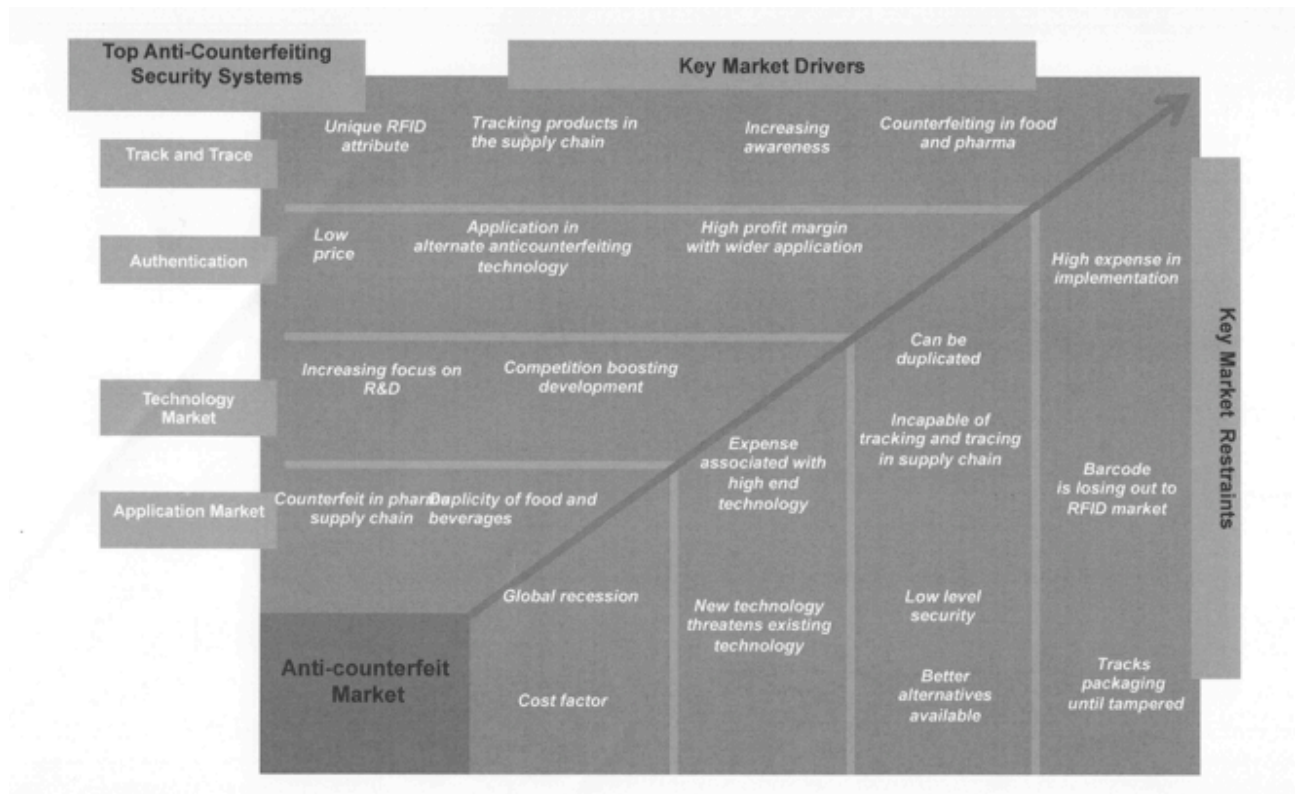 Top Anti-Counterfeiting
Security Systems
Key Market Drivers
Track and Trace
Unique RFID
attribute
Tracking products in
the supply chain
Increasing
awareness
Counterfeiting in food
and pharma
Authentication
Low
price
Application in
alternate anticounterfeiting
technology
High profit margin
with wider application
High expense in
implementation
Technology
Market
Increasing focus on
R&D
Competition boosting
development
Can be
duplicated
Key Market Restraints
Application Market
Counterfeit in pharma
supply chain
Duplicity of food and
beverages
Expense
associated with
high end
technology
Incapable of
tracking and tracing
in supply chain
Barcode
is losing out to
RFID market
Anti-counterfeit
Market
Global recession
Cost factor
New technology
threatens existing
technology
Low level
security
Better
alternatives
available
Tracks
packaging
until tampered